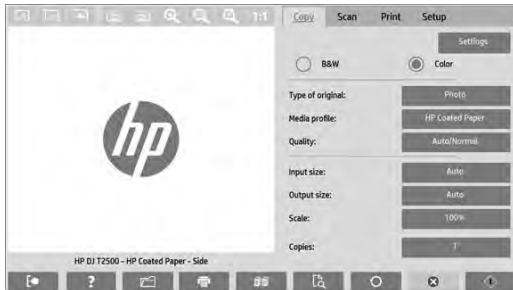 1:1
Copy Scan Print Setup
Settings
B&W Color
Type of original: Photo
Media profile: HP Coated Paper
Quality: Auto/Normal
Input size: Auto
Output size: Auto
Scale: 100%
Copies: 1
hp
HP DJ T2500 - HP Coated Paper - Side
?